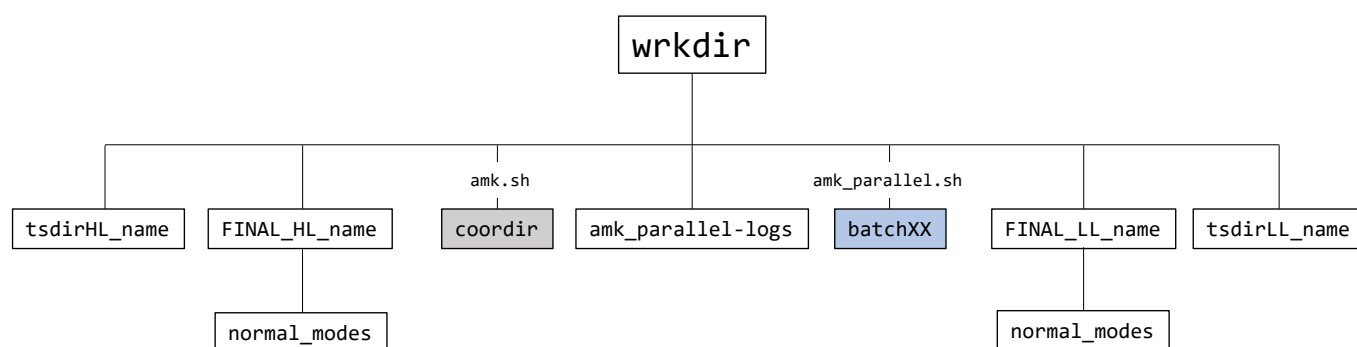 wrkdir
amk.sh
amk_parallel.sh
tsdirHL_name
FINAL_HL_name
coordir
amk_parallel-logs
batchXX
FINAL_LL_name
tsdirLL_name
normal_modes
normal_modes